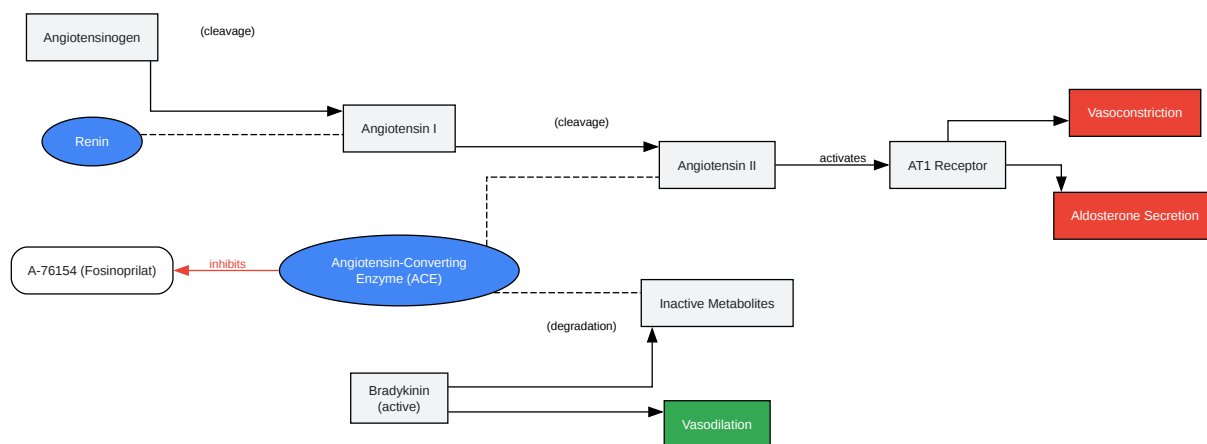 Angiotensinogen
(cleavage)
Renin
Angiotensin I
(cleavage)
Angiotensin II
activates
AT1 Receptor
Vasoconstriction
Aldosterone Secretion
A-76154 (Fosinoprilat)
inhibits
Angiotensin-Converting
Enzyme (ACE)
Inactive Metabolites
(degradation)
Bradykinin
(active)
Vasodilation